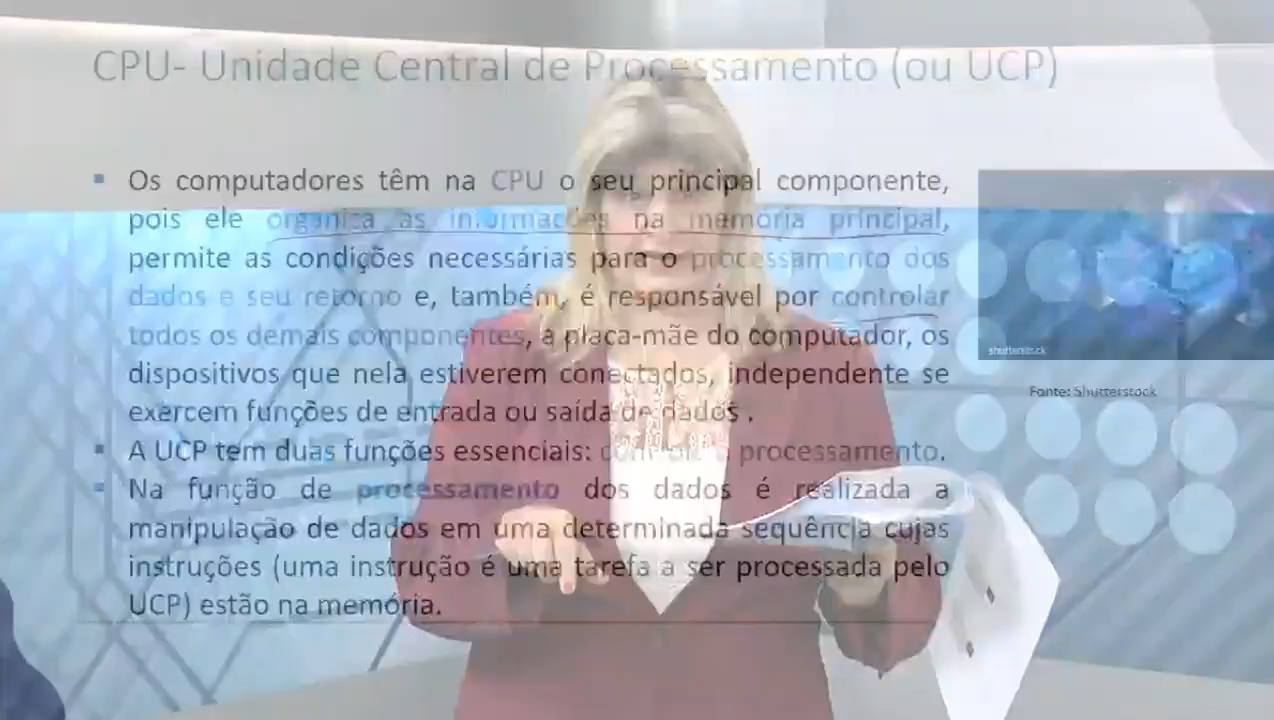 CPU- Unidade Central de Processamento (ou UCP)
▪ Os computadores têm na CPU o seu principal componente,
pois ele organiza as informações na memória principal,
permite as condições necessárias para o processamento dos
dados e seu retorno e, também, é responsável por controlar
todos os demais componentes, a placa-mãe do computador, os
dispositivos que nela estiverem conectados, independente se
exercem funções de entrada ou saída de dados .
▪ A UCP tem duas funções essenciais: controle e processamento.
▪ Na função de processamento dos dados é realizada a
manipulação de dados em uma determinada sequência cujas
instruções (uma instrução é uma tarefa a ser processada pelo
UCP) estão na memória.
shutterstock
Fonte: Shutterstock